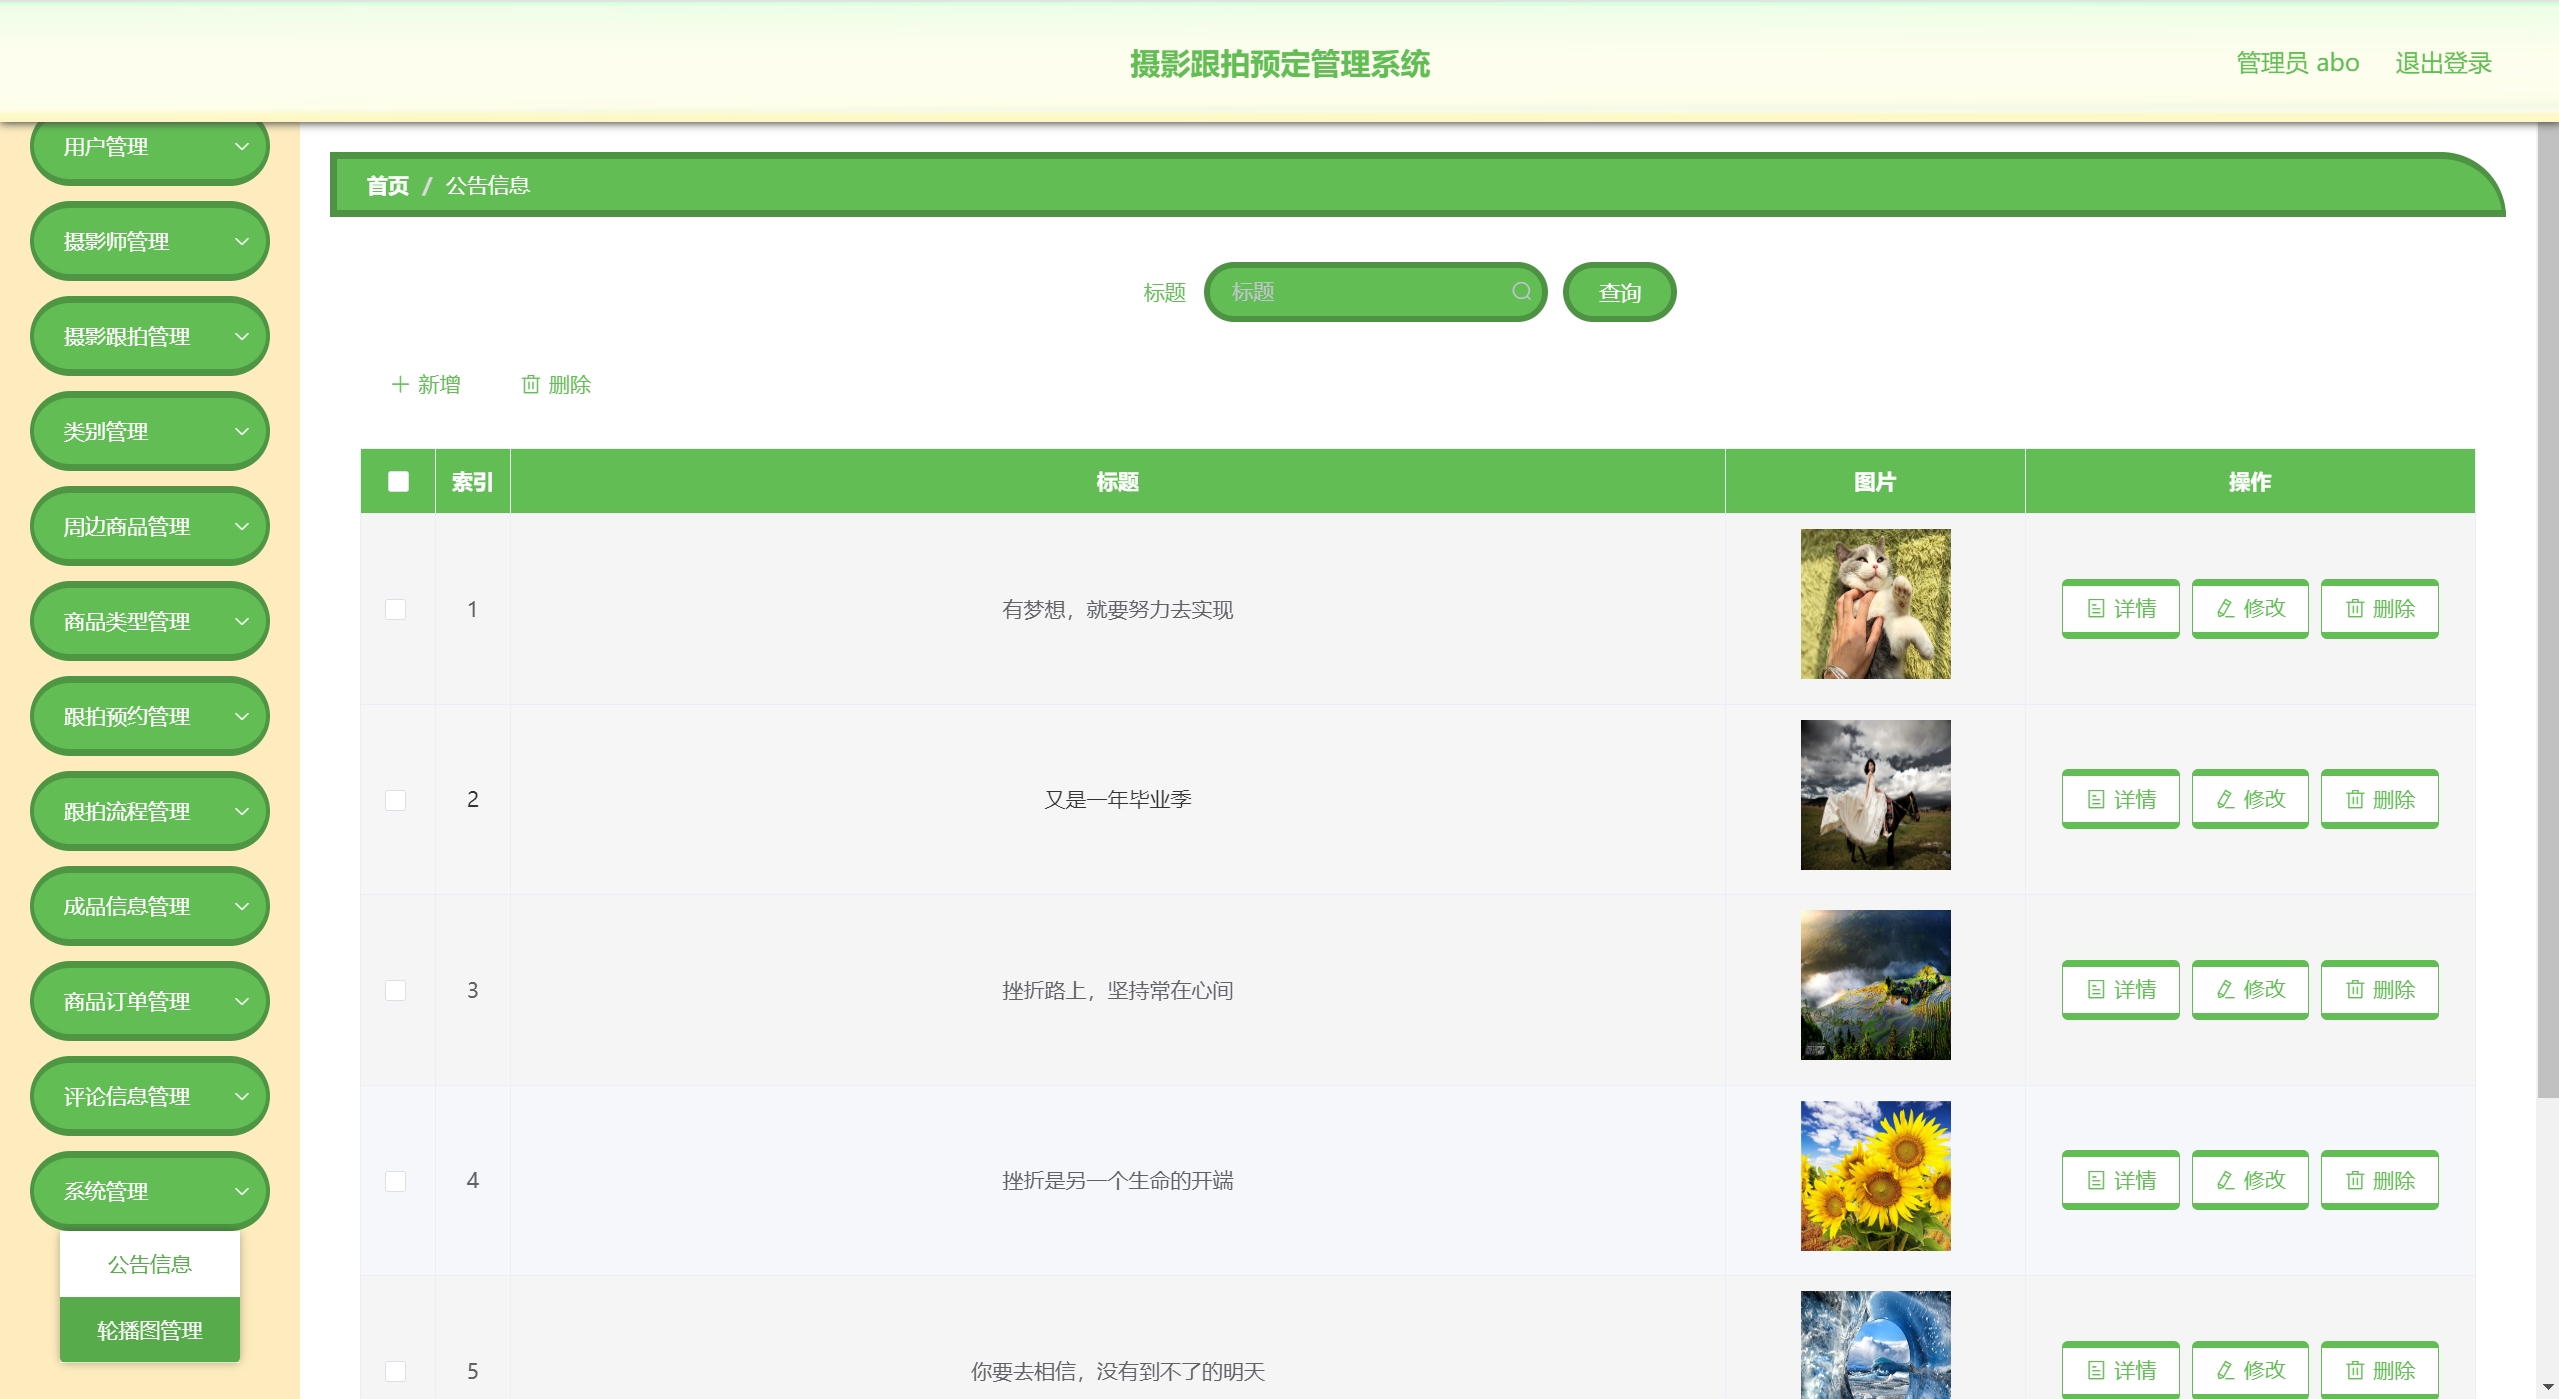 摄影跟拍预定管理系统
管理员 abo 退出登录
用户管理
摄影师管理
摄影跟拍管理
类别管理
周边商品管理
商品类型管理
跟拍预约管理
跟拍流程管理
成品信息管理
商品订单管理
评论信息管理
系统管理
公告信息
轮播图管理
首页 / 公告信息
标题 标题 查询
新增 删除
索引 标题 图片 操作
1 有梦想，就要努力去实现 详情 修改 删除
2 又是一年毕业季 详情 修改 删除
3 挫折路上，坚持常在心间 详情 修改 删除
4 挫折是另一个生命的开端 详情 修改 删除
5 你要去相信，没有到不了的明天 详情 修改 删除